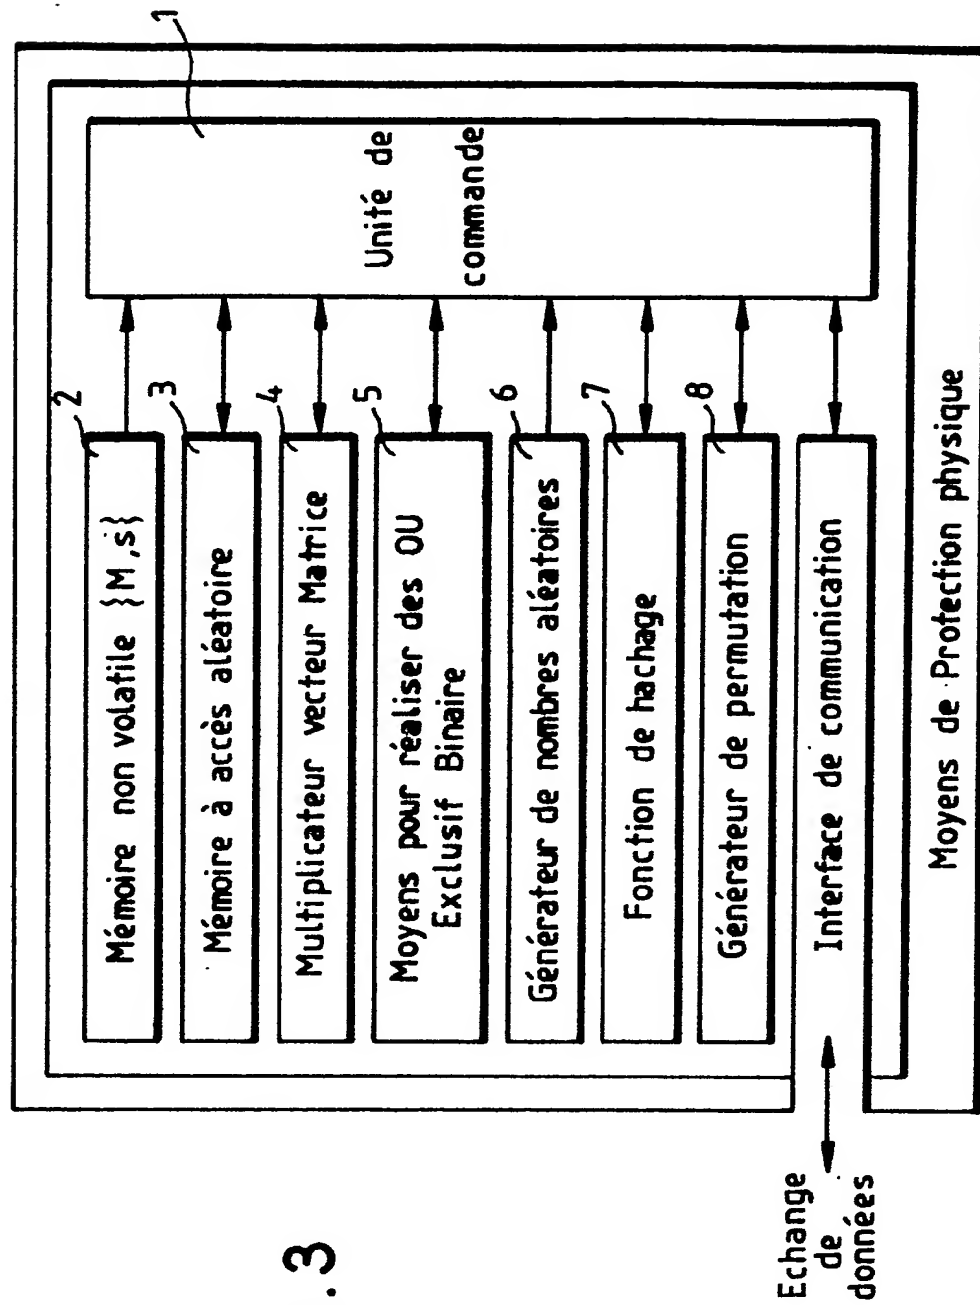 1
Unité de
commande
2
Mémoire non volatile {M,s}
3
Mémoire à accès aléatoire
4
Multiplicateur vecteur Matrice
5
Moyens pour réaliser des OU
Exclusif Binaire
6
Générateur de nombres aléatoires
7
Fonction de hachage
8
Générateur de permutation
Interface de communication
Moyens de Protection physique
Echange
de
données
.3